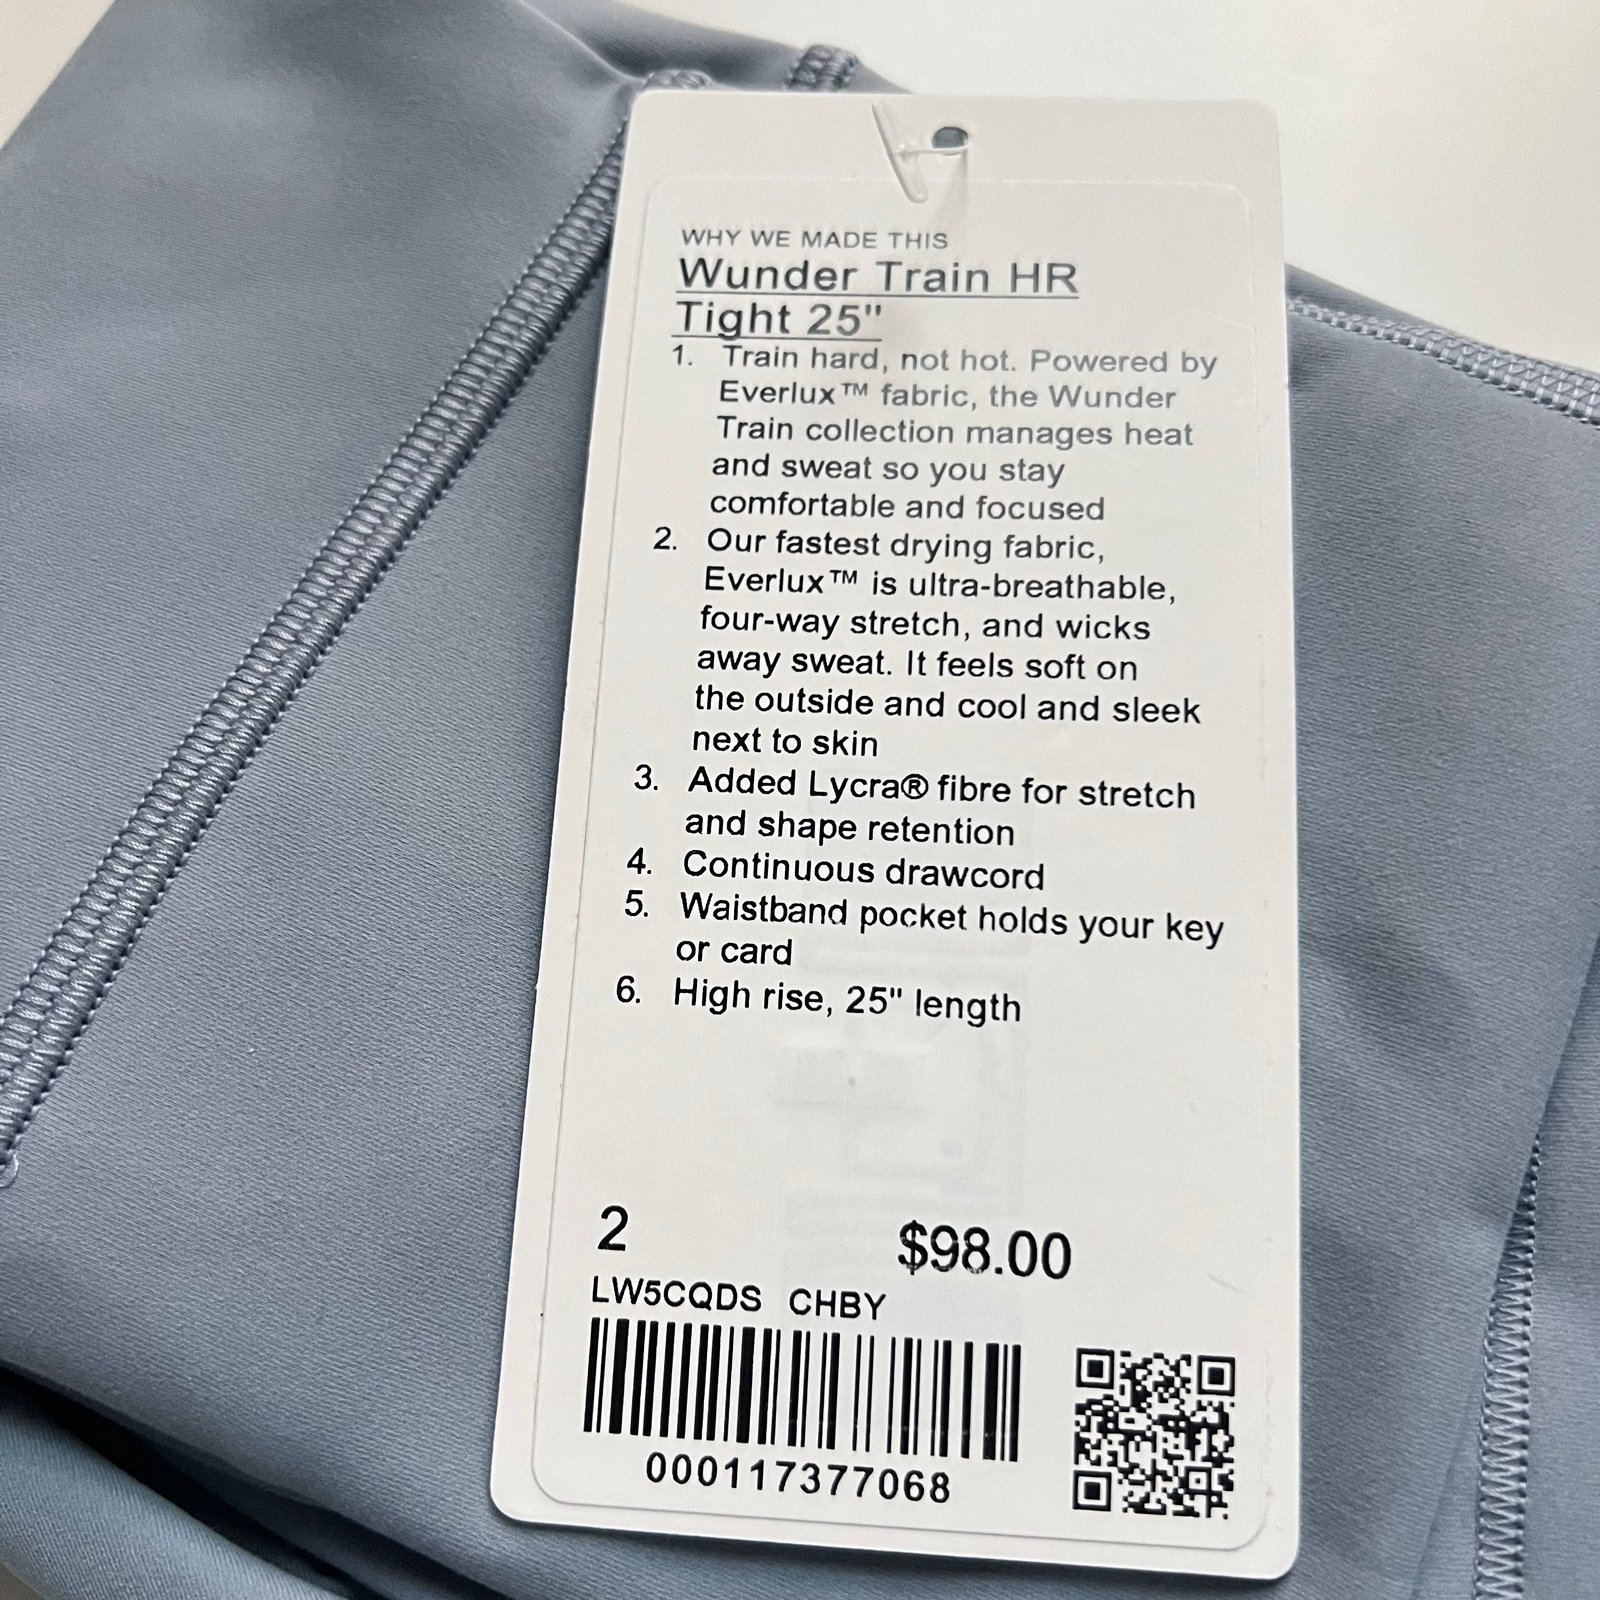 WHY WE MADE THIS
Wunder Train HR
Tight 25"
1. Train hard, not hot. Powered by
Everlux™ fabric, the Wunder
Train collection manages heat
and sweat so you stay
comfortable and focused
2. Our fastest drying fabric,
Everlux™ is ultra-breathable,
four-way stretch, and wicks
away sweat. It feels soft on
the outside and cool and sleek
next to skin
3. Added Lycra® fibre for stretch
and shape retention
4. Continuous drawcord
5. Waistband pocket holds your key
or card
6. High rise, 25" length
2 $98.00
LW5CQDS CHBY
000117377068